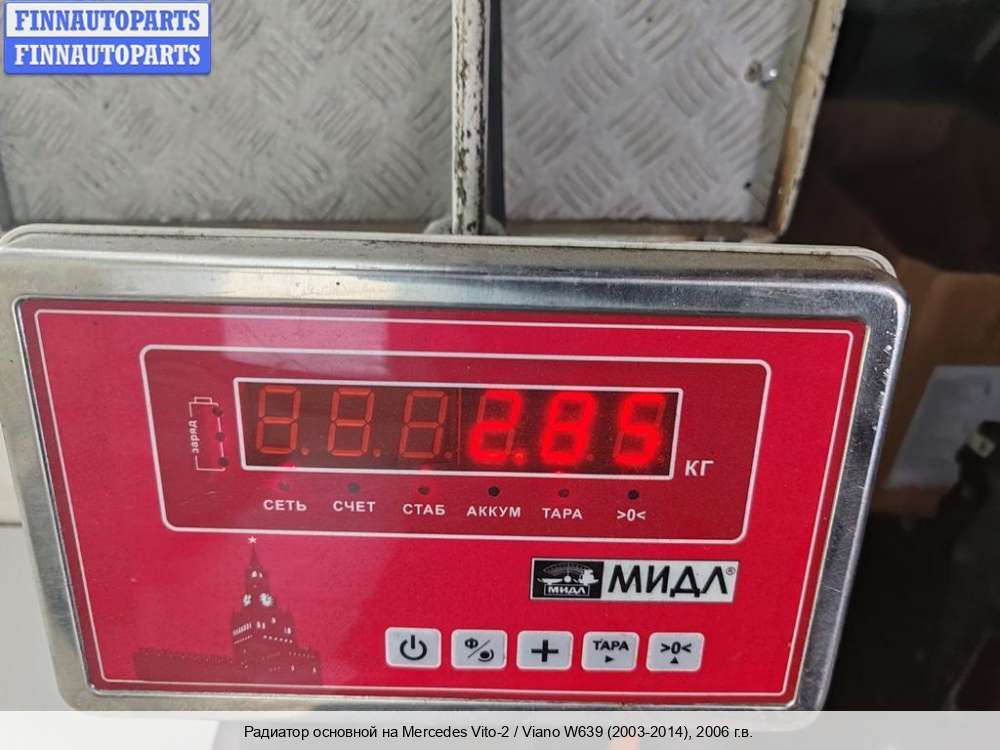 FINNAUTOPARTS
FINNAUTOPARTS
заряд
2.85
КГ
СЕТЬ СЧЕТ СТАБ АККУМ ТАРА >0<
МИДЛ МИДЛ®
Ф ТАРА >0<
Радиатор основной на Mercedes Vito-2 / Viano W639 (2003-2014), 2006 г.в.